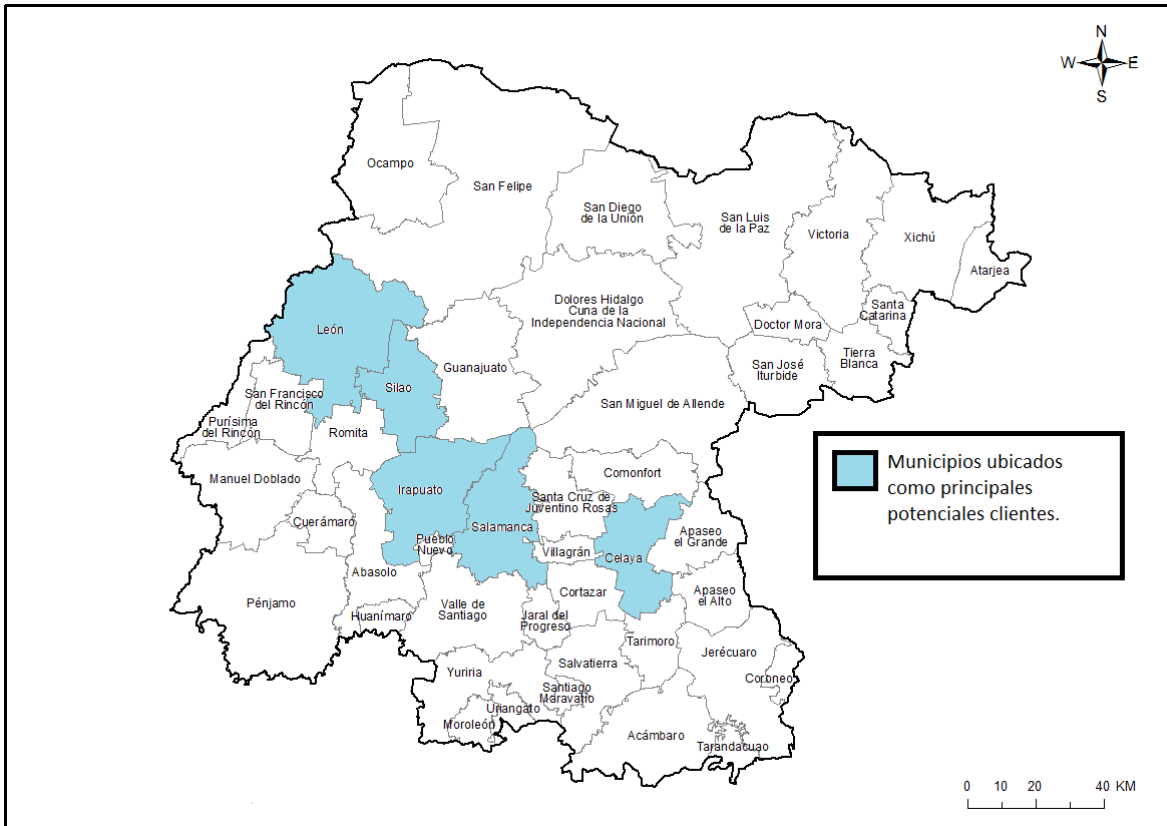 N
W E
S
Ocampo
San Felipe
San Diego
de la Unión
San Luis
de la Paz
Victoria
Xichú
Atarjea
León
Dolores Hidalgo
Cuna de la
Independencia Nacional
Santa
Catarina
Doctor Mora
Guanajuato
Tierra
Blanca
San José
Iturbide
Silao
San Francisco
del Rincón
San Miguel de Allende
Purísima
del Rincón
Romita
Manuel Doblado
Comonfort
Irapuato
Santa Cruz de
Juventino Rosas
Cuerámaro
Salamanca
Apaseo
el Grande
Pueblo
Nuevo
Villagrán
Celaya
Abasolo
Cortazar
Apaseo
el Alto
Pénjamo
Valle de
Santiago
Huanímaro
Jaral del
Progreso
Tarimoro
Jerécuaro
Salvatierra
Yuriria
Coroneo
Santiago
Maravatío
Uriangato
Moroleón
Acámbaro
Tarandacuao
Municipios ubicados
como principales
potenciales clientes.
0 10 20 40 KM